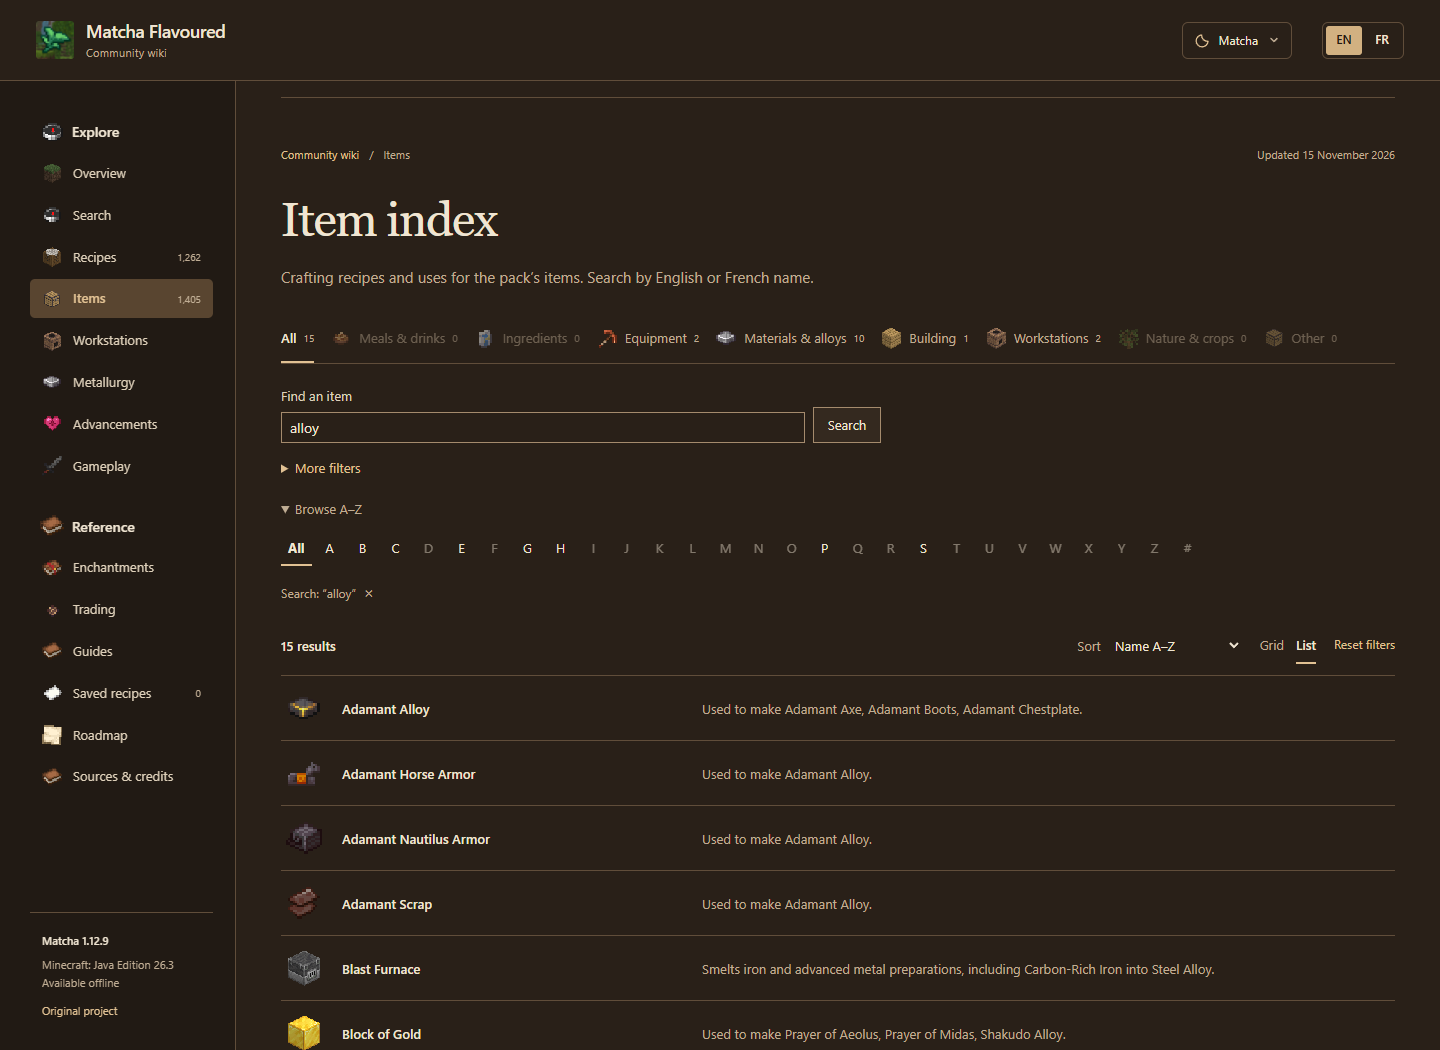 Matcha Flavoured
Community wiki
Matcha
EN
FR
Explore
Overview
Search
Recipes 1,262
Items 1,405
Workstations
Metallurgy
Advancements
Gameplay
Reference
Enchantments
Trading
Guides
Saved recipes 0
Roadmap
Sources & credits
Matcha 1.12.9
Minecraft: Java Edition 26.3
Available offline
Original project
Community wiki / Items
Updated 15 November 2026
Item index
Crafting recipes and uses for the pack’s items. Search by English or French name.
All 15 Meals & drinks 0 Ingredients 0 Equipment 2 Materials & alloys 10 Building 1 Workstations 2 Nature & crops 0 Other 0
Find an item
alloy
Search
More filters
Browse A–Z
All A B C D E F G H I J K L M N O P Q R S T U V W X Y Z #
Search: “alloy” ×
15 results
Sort Name A–Z Grid List Reset filters
Adamant Alloy Used to make Adamant Axe, Adamant Boots, Adamant Chestplate.
Adamant Horse Armor Used to make Adamant Alloy.
Adamant Nautilus Armor Used to make Adamant Alloy.
Adamant Scrap Used to make Adamant Alloy.
Blast Furnace Smelts iron and advanced metal preparations, including Carbon-Rich Iron into Steel Alloy.
Block of Gold Used to make Prayer of Aeolus, Prayer of Midas, Shakudo Alloy.